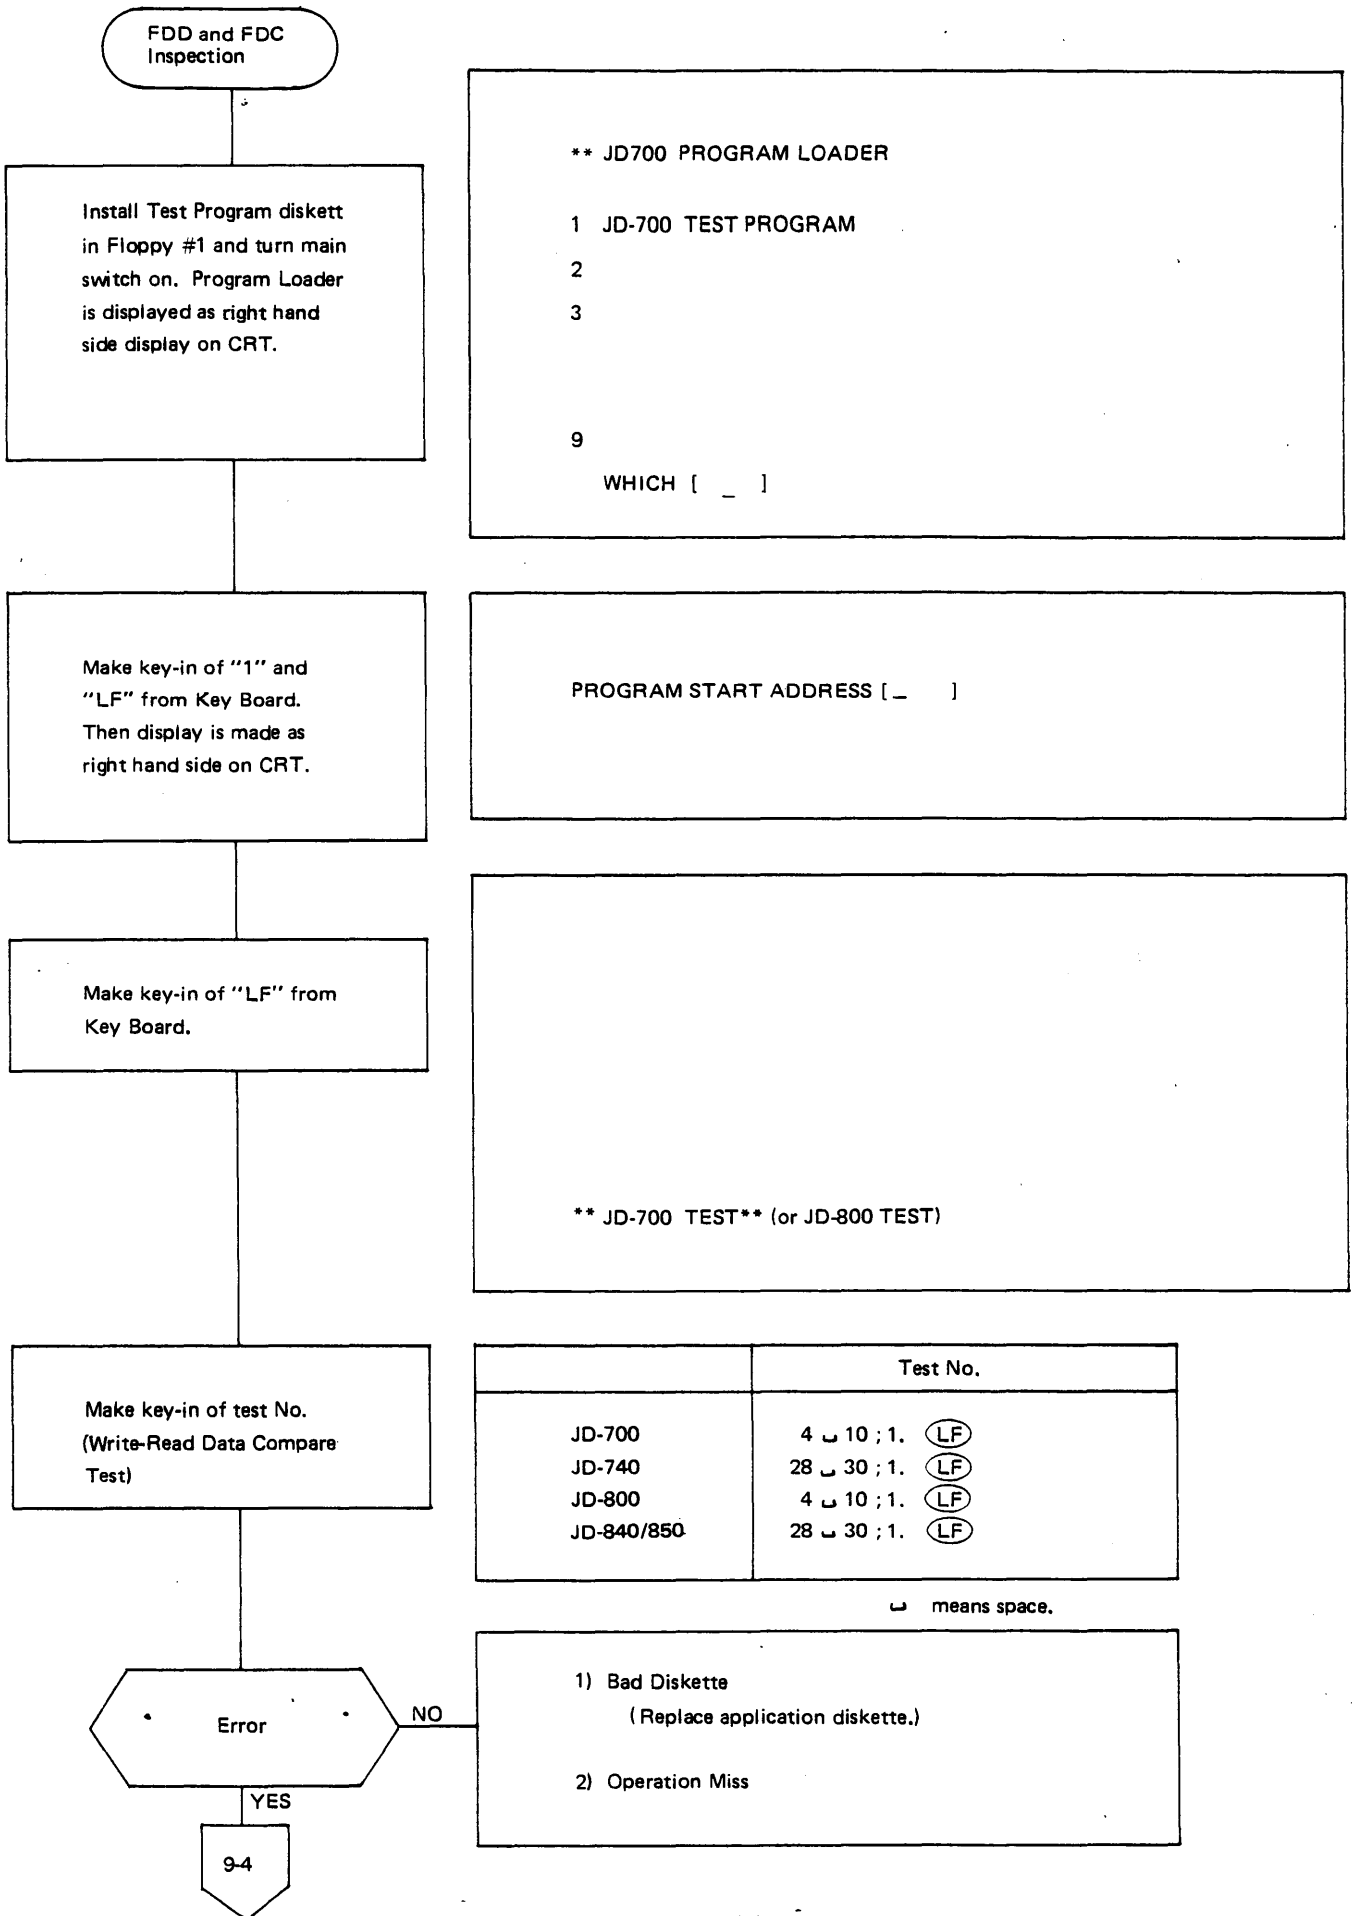 FDD and FDC
Inspection
Install Test Program diskett
in Floppy #1 and turn main
switch on. Program Loader
is displayed as right hand
side display on CRT.
** JD700 PROGRAM LOADER
1 JD-700 TEST PROGRAM
2
3
9
WHICH [ _ ]
Make key-in of "1" and
"LF" from Key Board.
Then display is made as
right hand side on CRT.
PROGRAM START ADDRESS [ _ ]
Make key-in of "LF" from
Key Board.
** JD-700 TEST** (or JD-800 TEST)
Make key-in of test No.
(Write-Read Data Compare
Test)
Test No.
JD-700 4 ␣ 10 ; 1. LF
JD-740 28 ␣ 30 ; 1. LF
JD-800 4 ␣ 10 ; 1. LF
JD-840/850 28 ␣ 30 ; 1. LF
␣ means space.
Error
NO
1) Bad Diskette
(Replace application diskette.)
2) Operation Miss
YES
9-4